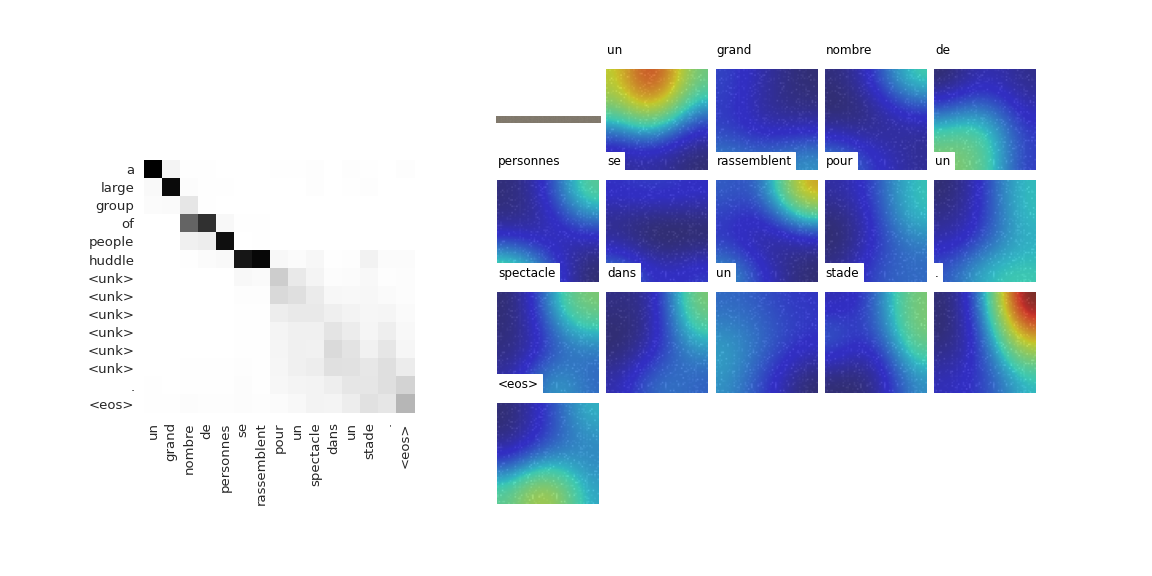 a
large
group
of
people
huddle
<unk>
<unk>
<unk>
<unk>
<unk>
<unk>
.
<eos>
un
grand
nombre
de
personnes
se
rassemblent
pour
un
spectacle
dans
un
stade
.
<eos>
un grand nombre de
personnes se rassemblent pour un
spectacle dans un stade .
<eos>